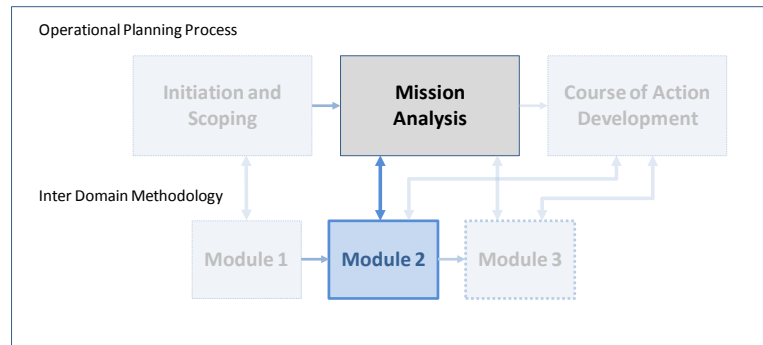 Operational Planning Process
Initiation and
Scoping
Mission
Analysis
Course of Action
Development
Inter Domain Methodology
Module 1
Module 2
Module 3